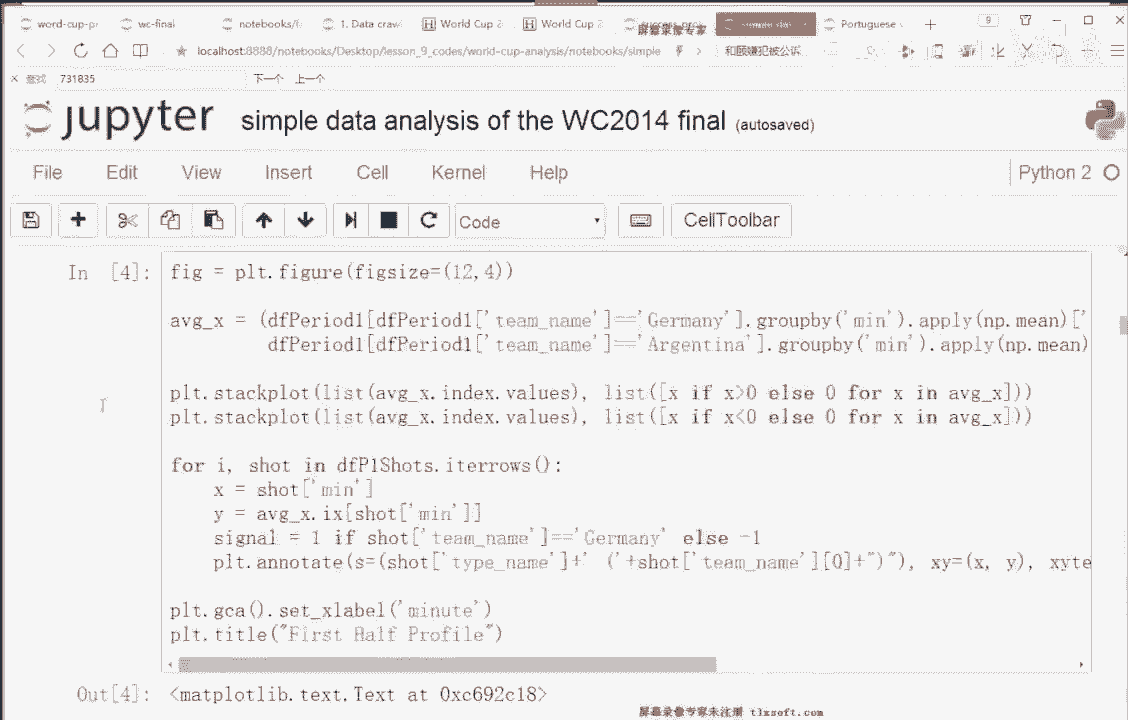 word-cup-pr
wc-final
notebooks/f
1. Data craw
World Cup 2
World Cup 2
Portuguese v
9
屏幕录像专家
localhost:8888/notebooks/Desktop/lesson_9_codes/world-cup-analysis/notebooks/simple
和颐嫌犯被公诉
731835
下一个 上一个
jupyter simple data analysis of the WC2014 final (autosaved)
File Edit View Insert Cell Kernel Help Python 2
Code CellToolbar
In [4]: fig = plt.figure(figsize=(12,4))
avg_x = (dfPeriod1[dfPeriod1['team_name']=='Germany'].groupby('min').apply(np.mean)['
dfPeriod1[dfPeriod1['team_name']=='Argentina'].groupby('min').apply(np.mean)
plt.stackplot(list(avg_x.index.values), list([x if x>0 else 0 for x in avg_x]))
plt.stackplot(list(avg_x.index.values), list([x if x<0 else 0 for x in avg_x]))
for i, shot in dfP1Shots.iterrows():
x = shot['min']
y = avg_x.ix[shot['min']]
signal = 1 if shot['team_name']=='Germany' else -1
plt.annotate(s=(shot['type_name']+' ('+shot['team_name'][0]+")"), xy=(x, y), xyte
plt.gca().set_xlabel('minute')
plt.title("First Half Profile")
Out[4]: <matplotlib.text.Text at 0xc692c18>
屏幕录像专家未注册 tlxsoft.com